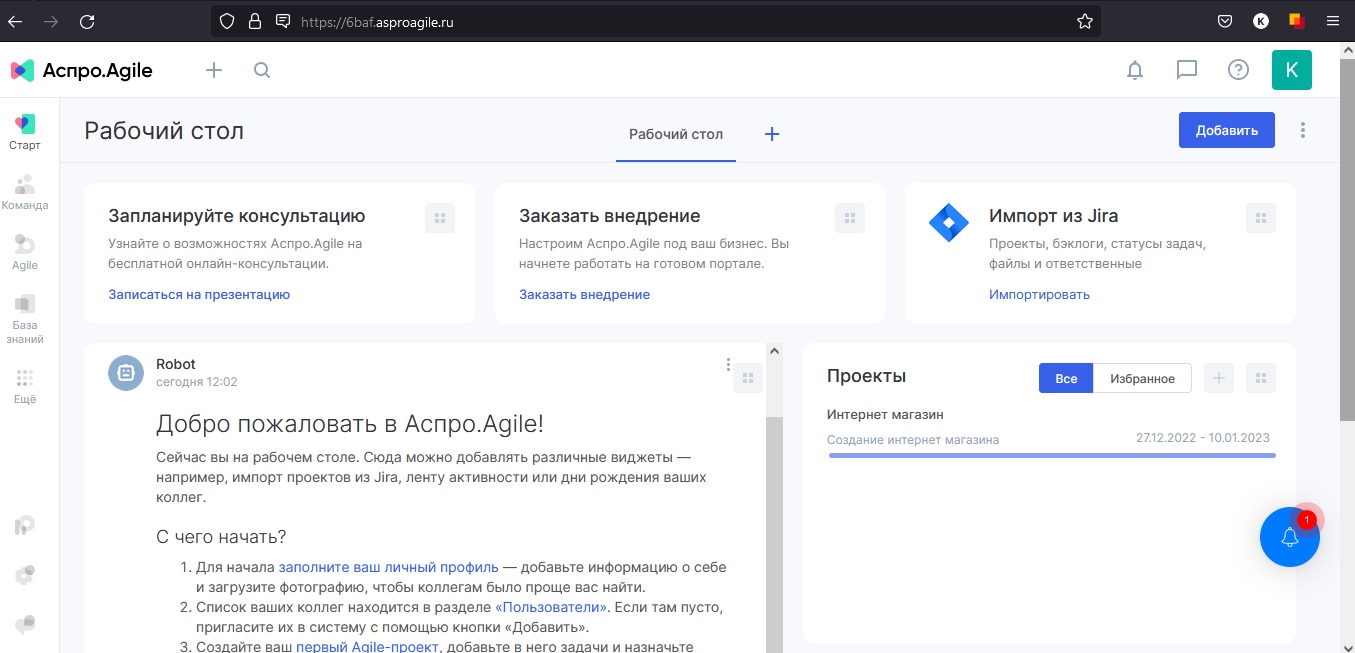 https://6baf.asproagile.ru
K
Аспро.Agile
K
Рабочий стол
Рабочий стол
Добавить
Старт
Команда
Agile
База
знаний
Ещё
Запланируйте консультацию
Узнайте о возможностях Аспро.Agile на
бесплатной онлайн-консультации.
Записаться на презентацию
Заказать внедрение
Настроим Аспро.Agile под ваш бизнес. Вы
начнете работать на готовом портале.
Заказать внедрение
Импорт из Jira
Проекты, бэклоги, статусы задач,
файлы и ответственные
Импортировать
Robot
сегодня 12:02
Добро пожаловать в Аспро.Agile!
Сейчас вы на рабочем столе. Сюда можно добавлять различные виджеты —
например, импорт проектов из Jira, ленту активности или дни рождения ваших
коллег.
С чего начать?
1. Для начала заполните ваш личный профиль — добавьте информацию о себе
и загрузите фотографию, чтобы коллегам было проще вас найти.
2. Список ваших коллег находится в разделе «Пользователи». Если там пусто,
пригласите их в систему с помощью кнопки «Добавить».
3. Создайте ваш первый Agile-проект, добавьте в него задачи и назначьте
Проекты
Все
Избранное
Интернет магазин
Создание интернет магазина
27.12.2022 - 10.01.2023
1